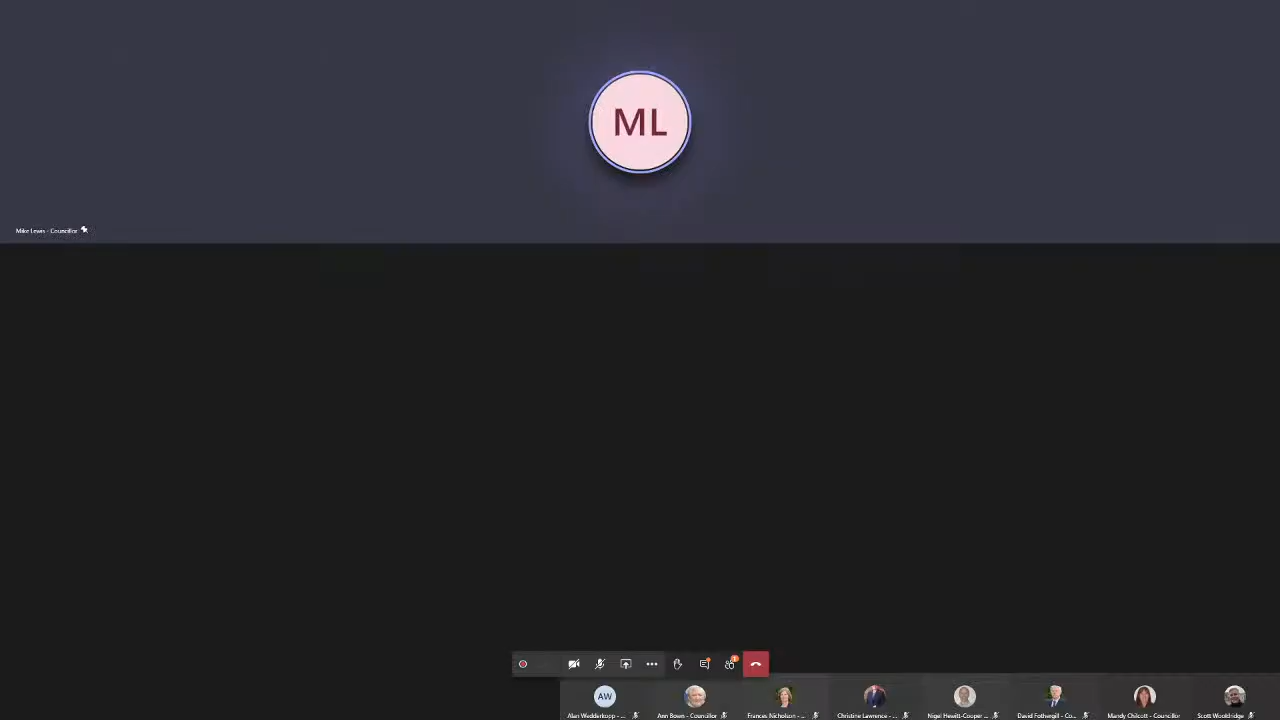 ML
Mike Lewis - Councillor
AW
Alan Wedderkopp - ...
Ann Bown - Councillor
Frances Nicholson - ...
Christine Lawrence - ...
Nigel Hewitt-Cooper ...
David Fothergill - Co...
Mandy Chilcott - Councillor
Scott Wooldridge